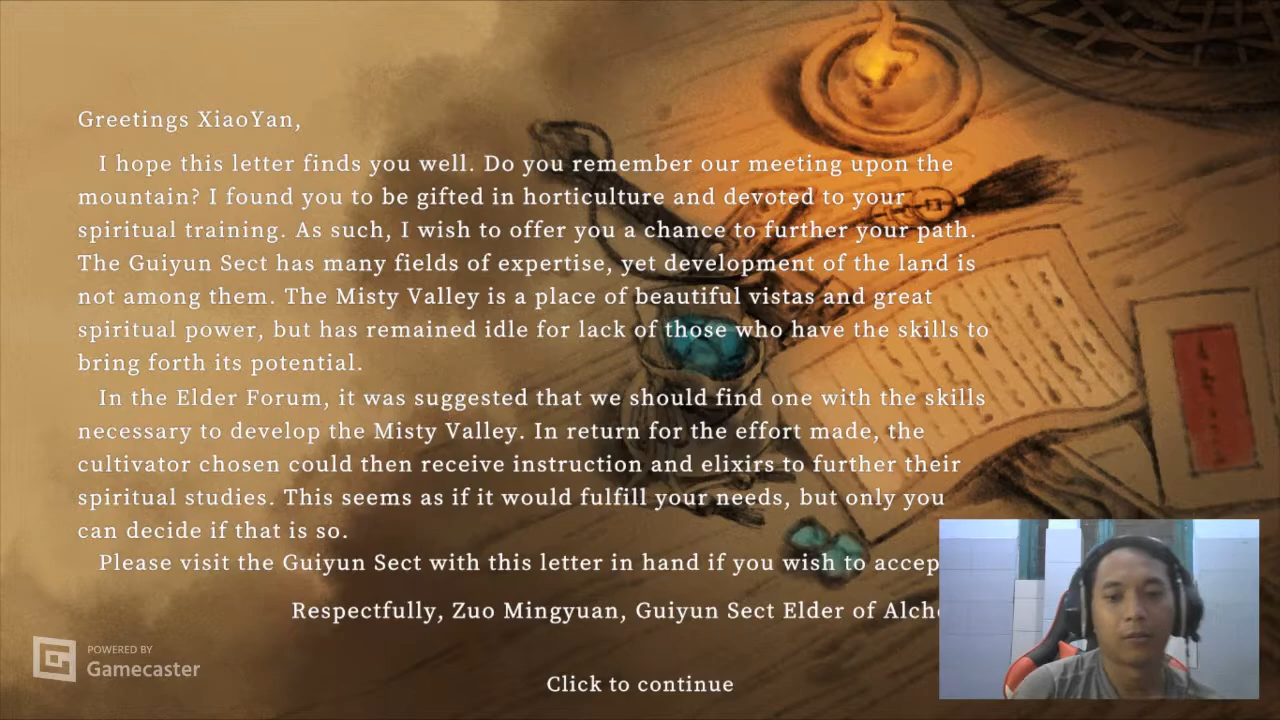 Greetings XiaoYan,
I hope this letter finds you well. Do you remember our meeting upon the
mountain? I found you to be gifted in horticulture and devoted to your
spiritual training. As such, I wish to offer you a chance to further your path.
The Guiyun Sect has many fields of expertise, yet development of the land is
not among them. The Misty Valley is a place of beautiful vistas and great
spiritual power, but has remained idle for lack of those who have the skills to
bring forth its potential.
In the Elder Forum, it was suggested that we should find one with the skills
necessary to develop the Misty Valley. In return for the effort made, the
cultivator chosen could then receive instruction and elixirs to further their
spiritual studies. This seems as if it would fulfill your needs, but only you
can decide if that is so.
Please visit the Guiyun Sect with this letter in hand if you wish to accep
Respectfully, Zuo Mingyuan, Guiyun Sect Elder of Alch
POWERED BY
Gamecaster
Click to continue